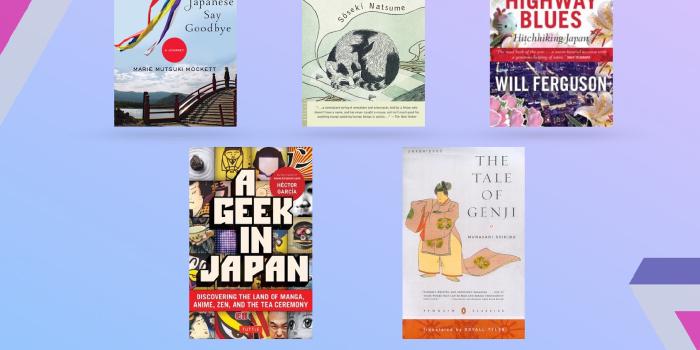 Japanese
Say
Goodbye
A JOURNEY
MARIE MUTSUKI MOCKETT
Sōseki Natsume
HIGHWAY
BLUES
Hitchhiking Japan
WILL FERGUSON
A
GEEK
IN
JAPAN
HÉCTOR
GARCÍA
DISCOVERING THE LAND OF MANGA,
ANIME, ZEN, AND THE TEA CEREMONY
TUTTLE
THE
TALE
OF
GENJI
MURASAKI SHIKIBU
PENGUIN CLASSICS
Translated by ROYALL TYLER